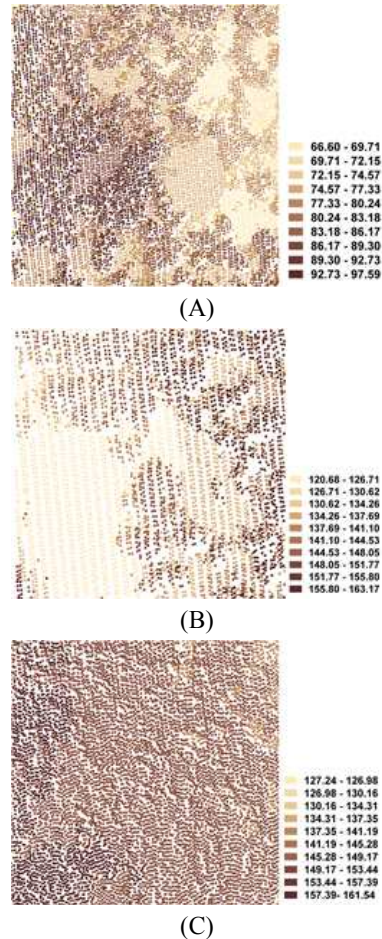 66.60 - 69.71
69.71 - 72.15
72.15 - 74.57
74.57 - 77.33
77.33 - 80.24
80.24 - 83.18
83.18 - 86.17
86.17 - 89.30
89.30 - 92.73
92.73 - 97.59
(A)
120.68 - 126.71
126.71 - 130.62
130.62 - 134.26
134.26 - 137.69
137.69 - 141.10
141.10 - 144.53
144.53 - 148.05
148.05 - 151.77
151.77 - 155.80
155.80 - 163.17
(B)
127.24 - 126.98
126.98 - 130.16
130.16 - 134.31
134.31 - 137.35
137.35 - 141.19
141.19 - 145.28
145.28 - 149.17
149.17 - 153.44
153.44 - 157.39
157.39- 161.54
(C)